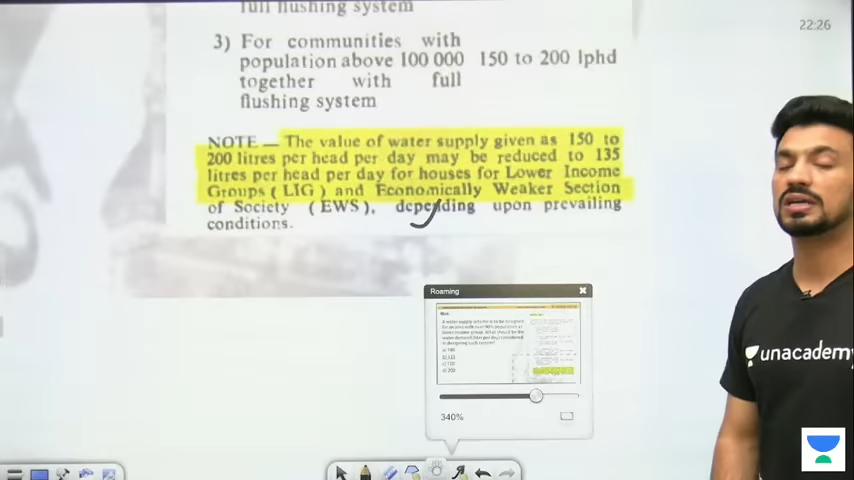 full flushing system
22:26
3) For communities with
population above 100 000 150 to 200 lphd
together with full
flushing system
NOTE — The value of water supply given as 150 to
200 litres per head per day may be reduced to 135
litres per head per day for houses for Lower Income
Groups ( LIG ) and Economically Weaker Section
of Society ( EWS ), depending upon prevailing
conditions.
Roaming
340%
unacademy